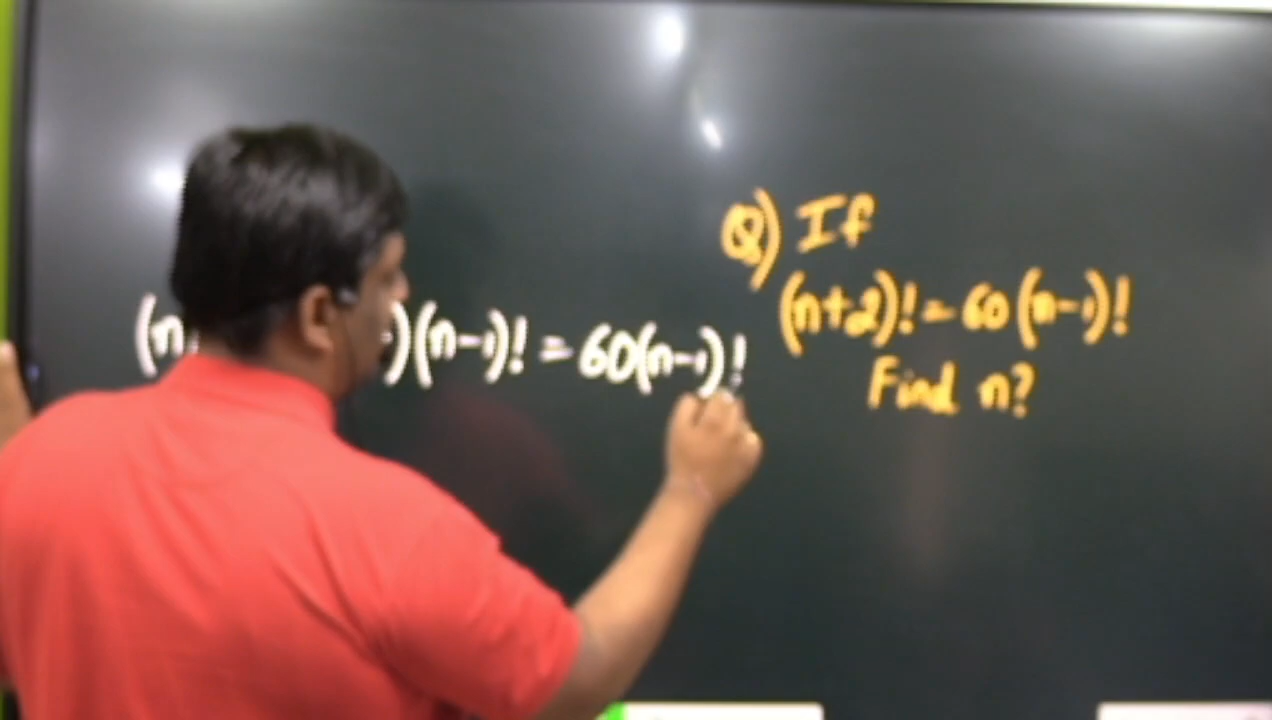 Q) If
(n+2)! = 60(n-1)!
Find n?
(n )(n-1)! = 60(n-1)!